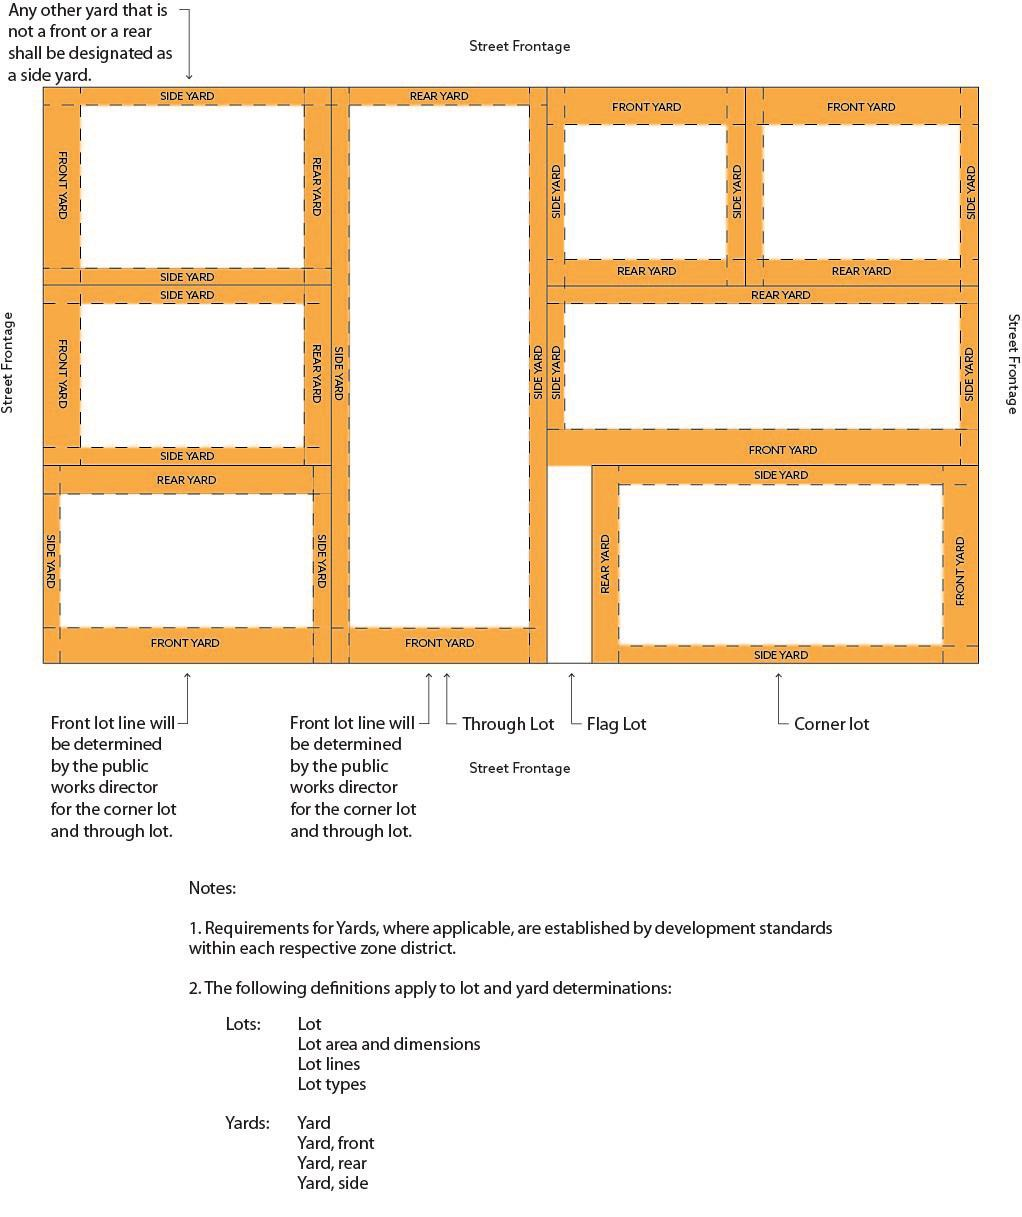 Any other yard that is
not a front or a rear
shall be designated as
a side yard.
Street Frontage
SIDE YARD
REAR YARD
FRONT YARD
FRONT YARD
FRONT YARD
REAR YARD
SIDE YARD
SIDE YARD
SIDE YARD
SIDE YARD
REAR YARD
REAR YARD
SIDE YARD
REAR YARD
Street Frontage
FRONT YARD
REAR YARD
SIDE YARD
SIDE YARD
SIDE YARD
SIDE YARD
Street Frontage
SIDE YARD
FRONT YARD
REAR YARD
SIDE YARD
SIDE YARD
SIDE YARD
REAR YARD
FRONT YARD
FRONT YARD
FRONT YARD
SIDE YARD
Front lot line will
be determined
by the public
works director
for the corner lot
and through lot.
Front lot line will
be determined
by the public
works director
for the corner lot
and through lot.
Through Lot
Flag Lot
Corner lot
Street Frontage
Notes:
1. Requirements for Yards, where applicable, are established by development standards
within each respective zone district.
2. The following definitions apply to lot and yard determinations:
Lots: Lot
Lot area and dimensions
Lot lines
Lot types
Yards: Yard
Yard, front
Yard, rear
Yard, side